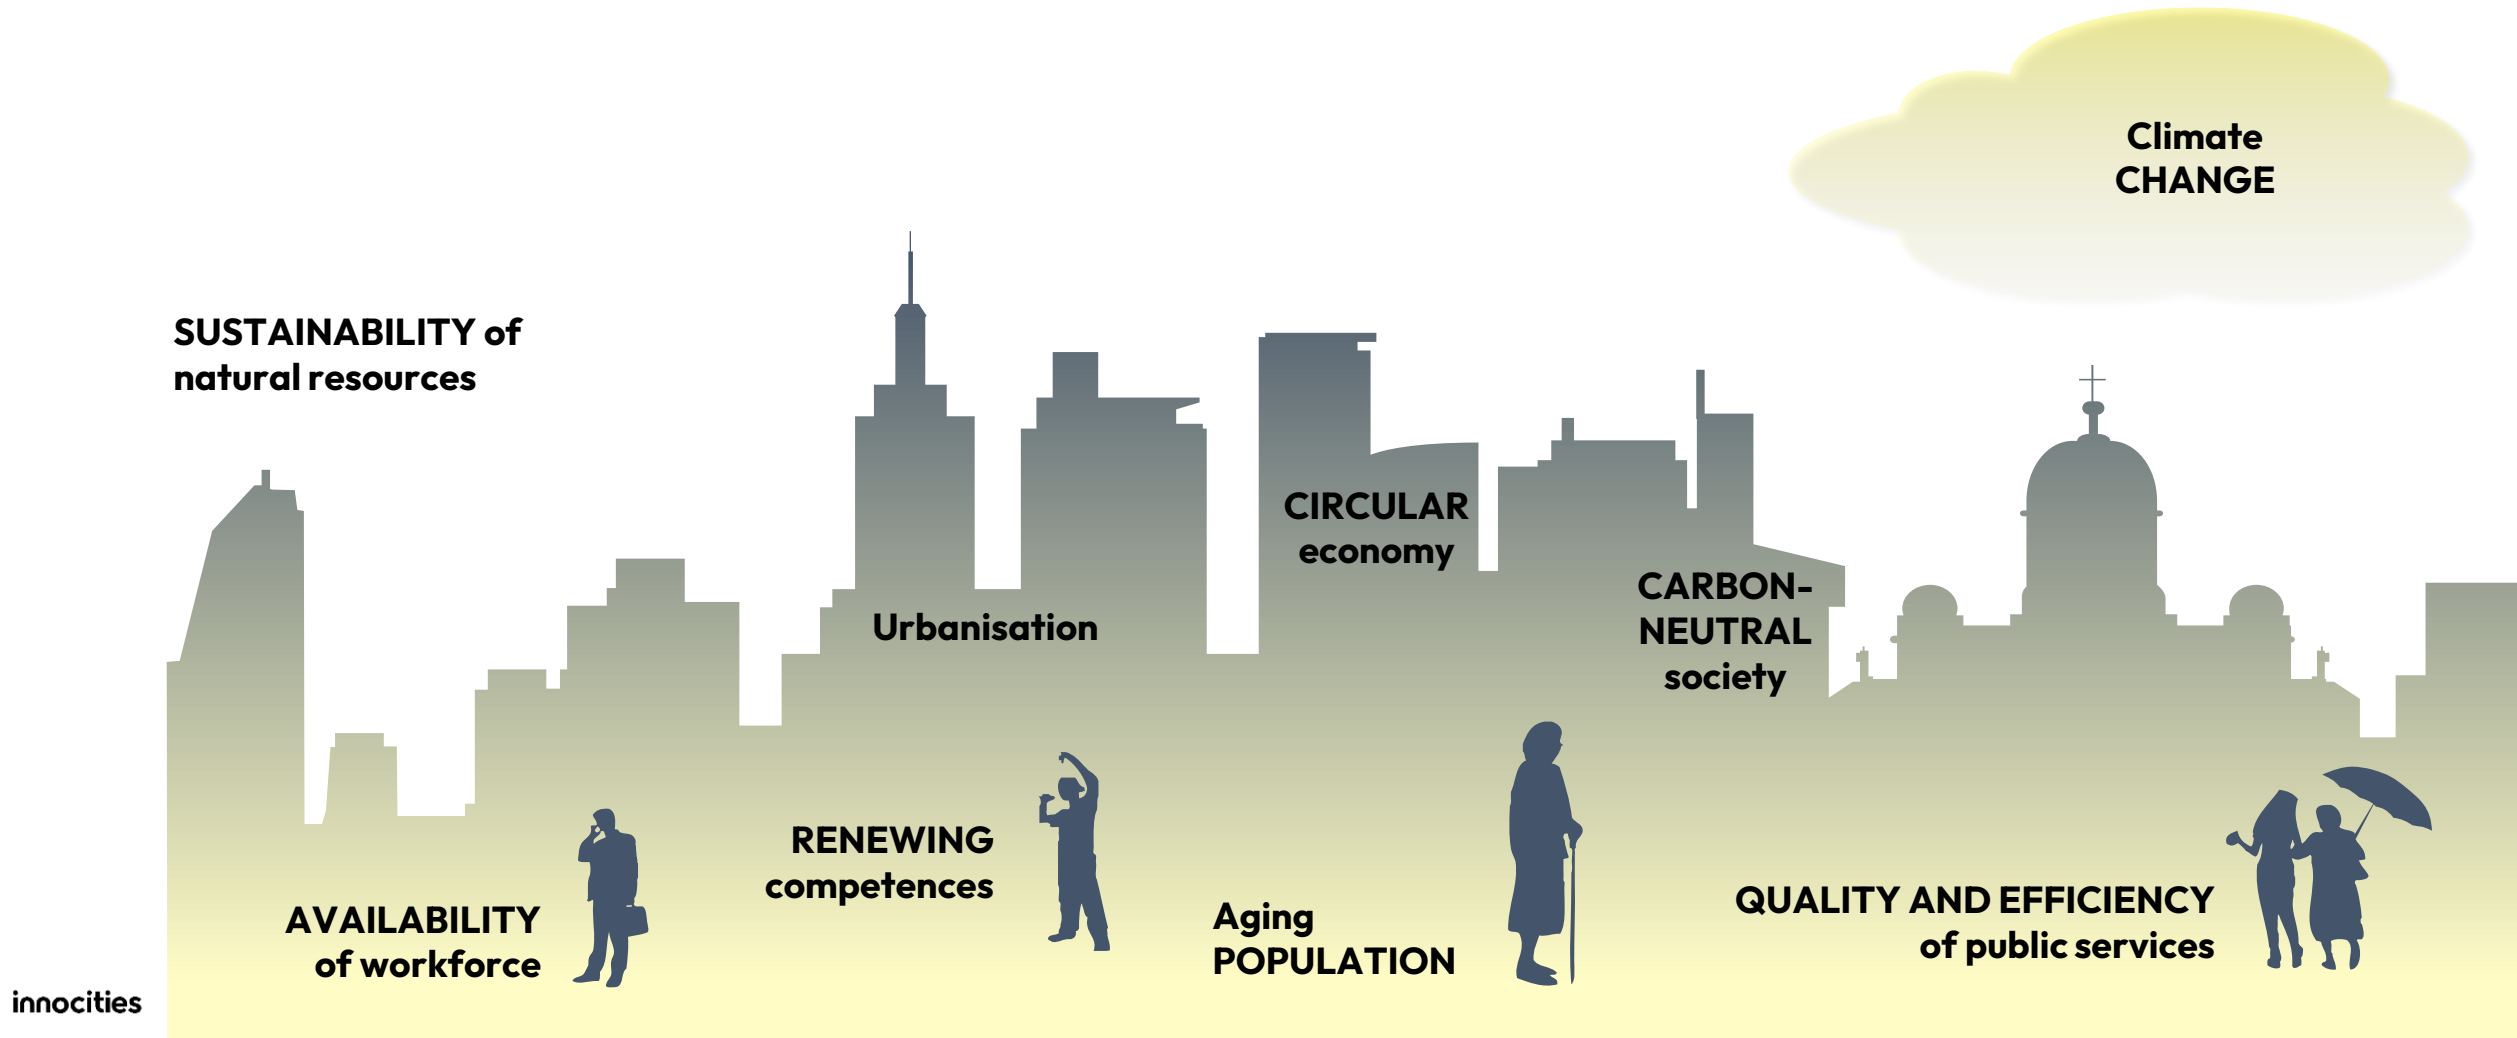 Climate
CHANGE
SUSTAINABILITY of
natural resources
CIRCULAR
economy
Urbanisation
CARBON-
NEUTRAL
society
RENEWING
competences
AVAILABILITY
of workforce
Aging
POPULATION
QUALITY AND EFFICIENCY
of public services
innocities